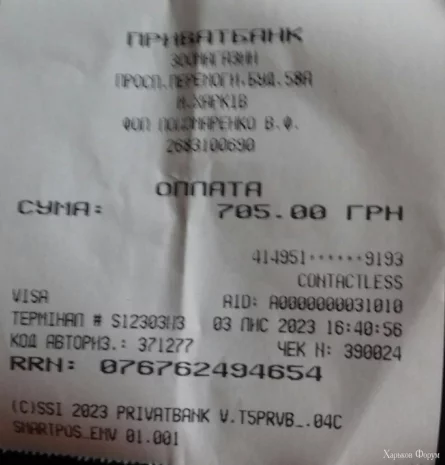 ПРИВАТБАНК
ЗООМАГАЗИН
ПРОСП.ПЕРЕМОГИ.БУД.58А
М.ХАРКІВ
ФОП ПОНОМАРЕНКО В.Ф.
2683100690
ОПЛАТА
СУМА: 705.00 ГРН
414951******9193
CONTACTLESS
VISA AID: A0000000031010
ТЕРМІНАЛ # S12303H3 03 ЛИС 2023 16:40:56
КОД АВТОРИЗ.: 371277 ЧЕК N: 390024
RRN: 076762494654
(C)SSI 2023 PRIVATBANK V.T5PRVB_.04C
SMARTPOS_EMV 01.001
Харьков Форум